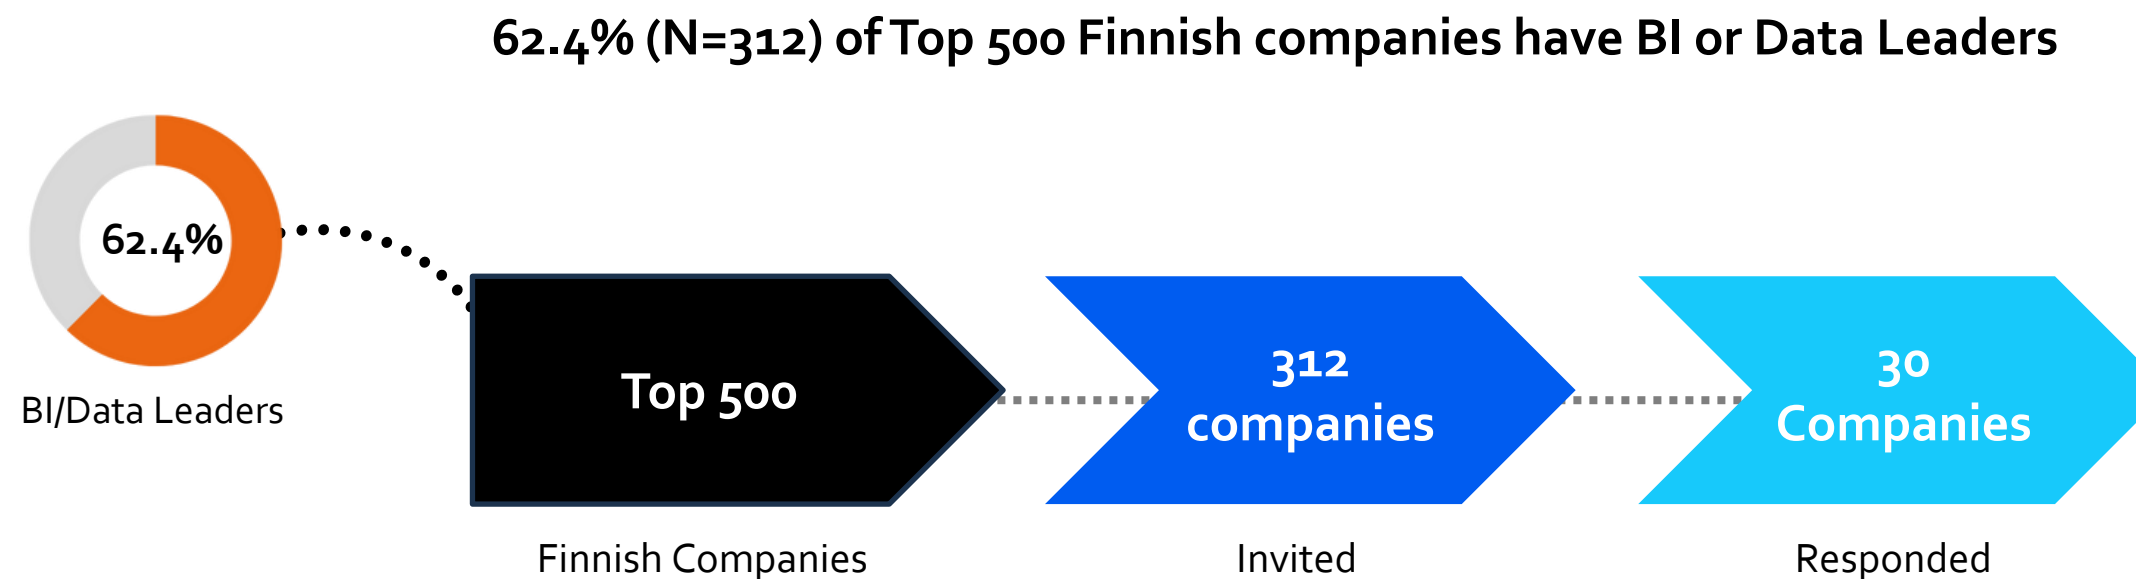 62.4% (N=312) of Top 500 Finnish companies have BI or Data Leaders
62.4%
BI/Data Leaders
Top 500
Finnish Companies
312
companies
Invited
30
Companies
Responded